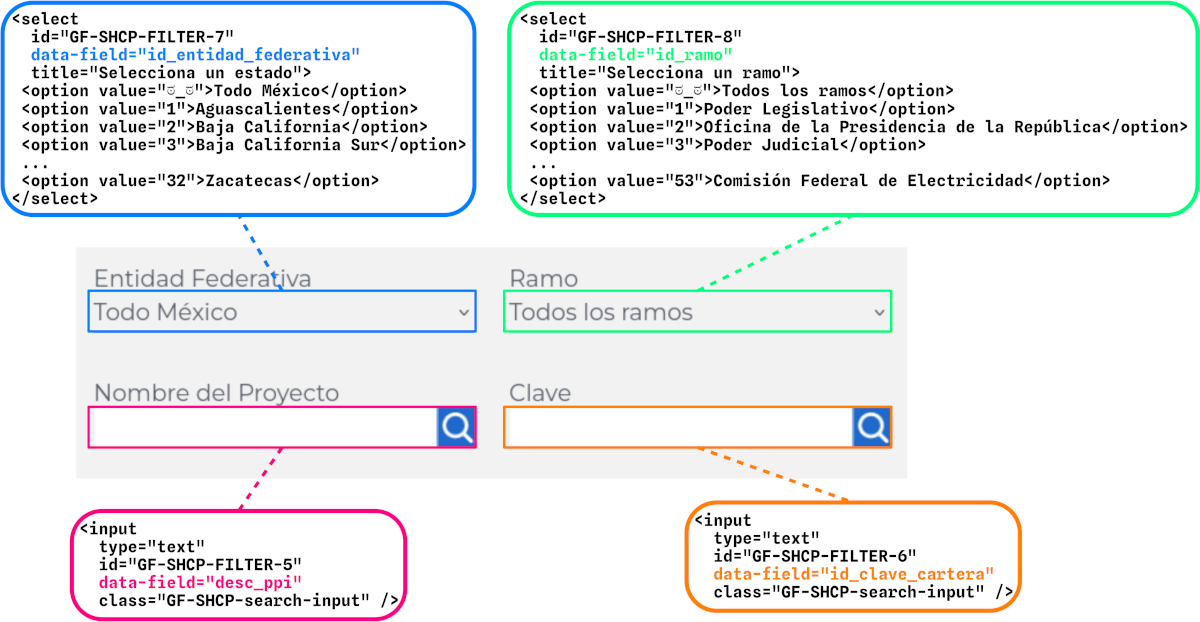 <select
id="GF-SHCP-FILTER-7"
data-field="id_entidad_federativa"
title="Selecciona un estado">
<option value="ಠ_ಠ">Todo México</option>
<option value="1">Aguascalientes</option>
<option value="2">Baja California</option>
<option value="3">Baja California Sur</option>
...
<option value="32">Zacatecas</option>
</select>
<select
id="GF-SHCP-FILTER-8"
data-field="id_ramo"
title="Selecciona un ramo">
<option value="ಠ_ಠ">Todos los ramos</option>
<option value="1">Poder Legislativo</option>
<option value="2">Oficina de la Presidencia de la República</option>
<option value="3">Poder Judicial</option>
...
<option value="53">Comisión Federal de Electricidad</option>
</select>
Entidad Federativa
Todo México
Ramo
Todos los ramos
Nombre del Proyecto
Clave
<input
type="text"
id="GF-SHCP-FILTER-5"
data-field="desc_ppi"
class="GF-SHCP-search-input" />
<input
type="text"
id="GF-SHCP-FILTER-6"
data-field="id_clave_cartera"
class="GF-SHCP-search-input" />